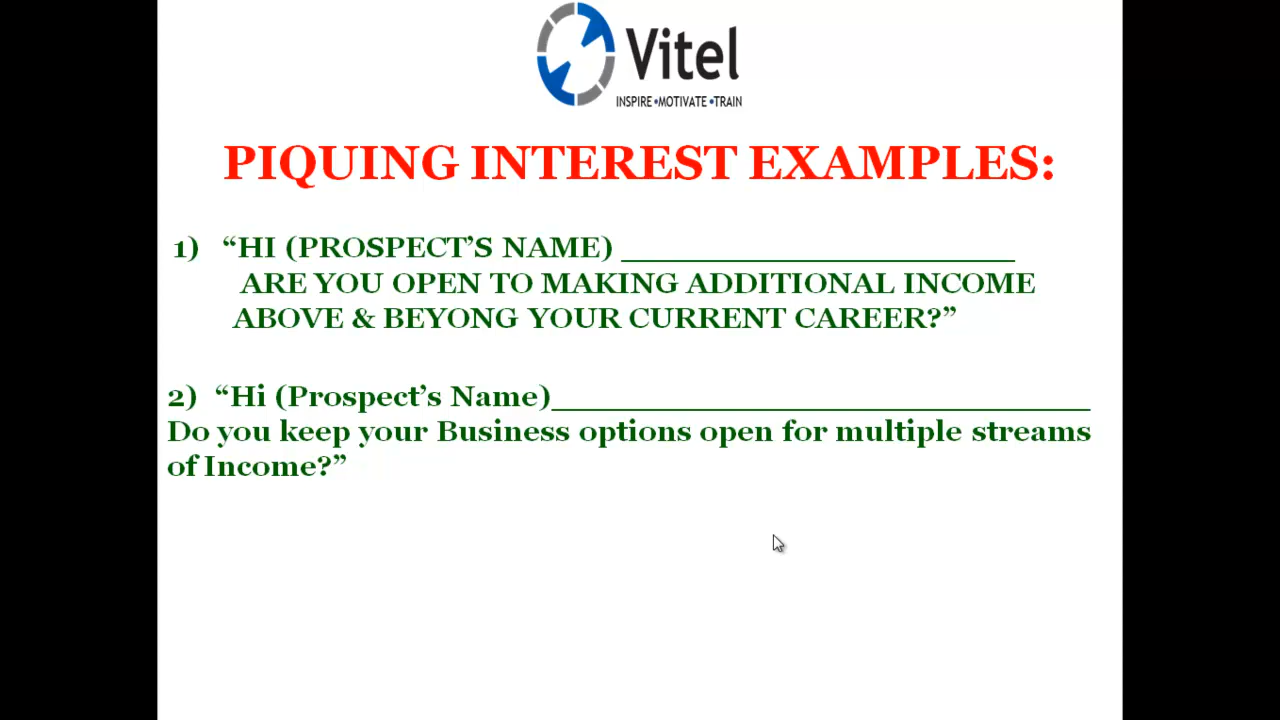 Vitel
INSPIRE •MOTIVATE •TRAIN
PIQUING INTEREST EXAMPLES:
1) “HI (PROSPECT’S NAME) ______________________
ARE YOU OPEN TO MAKING ADDITIONAL INCOME
ABOVE & BEYONG YOUR CURRENT CAREER?”
2) “Hi (Prospect’s Name)______________________________
Do you keep your Business options open for multiple streams
of Income?”